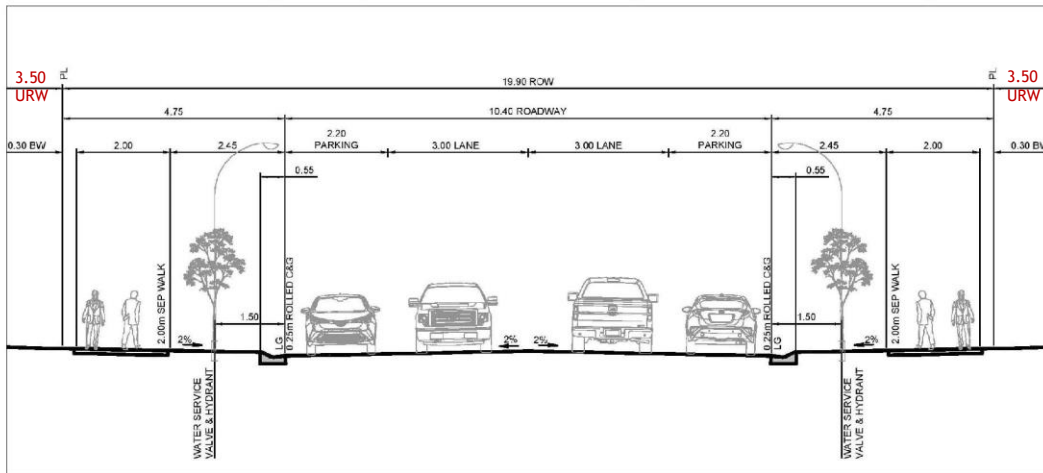 PL
PL
3.50
URW
19.90 ROW
3.50
URW
4.75
10.40 ROADWAY
4.75
0.30 BW
2.00
2.45
2.20
PARKING
3.00 LANE
3.00 LANE
2.20
PARKING
2.45
2.00
0.30 BW
0.55
0.55
2.00m SEP WALK
1.50
0.25m ROLLED C&G
LG
2%
2%
2%
0.25m ROLLED C&G
LG
1.50
2%
2.00m SEP WALK
WATER SERVICE
VALVE & HYDRANT
WATER SERVICE
VALVE & HYDRANT